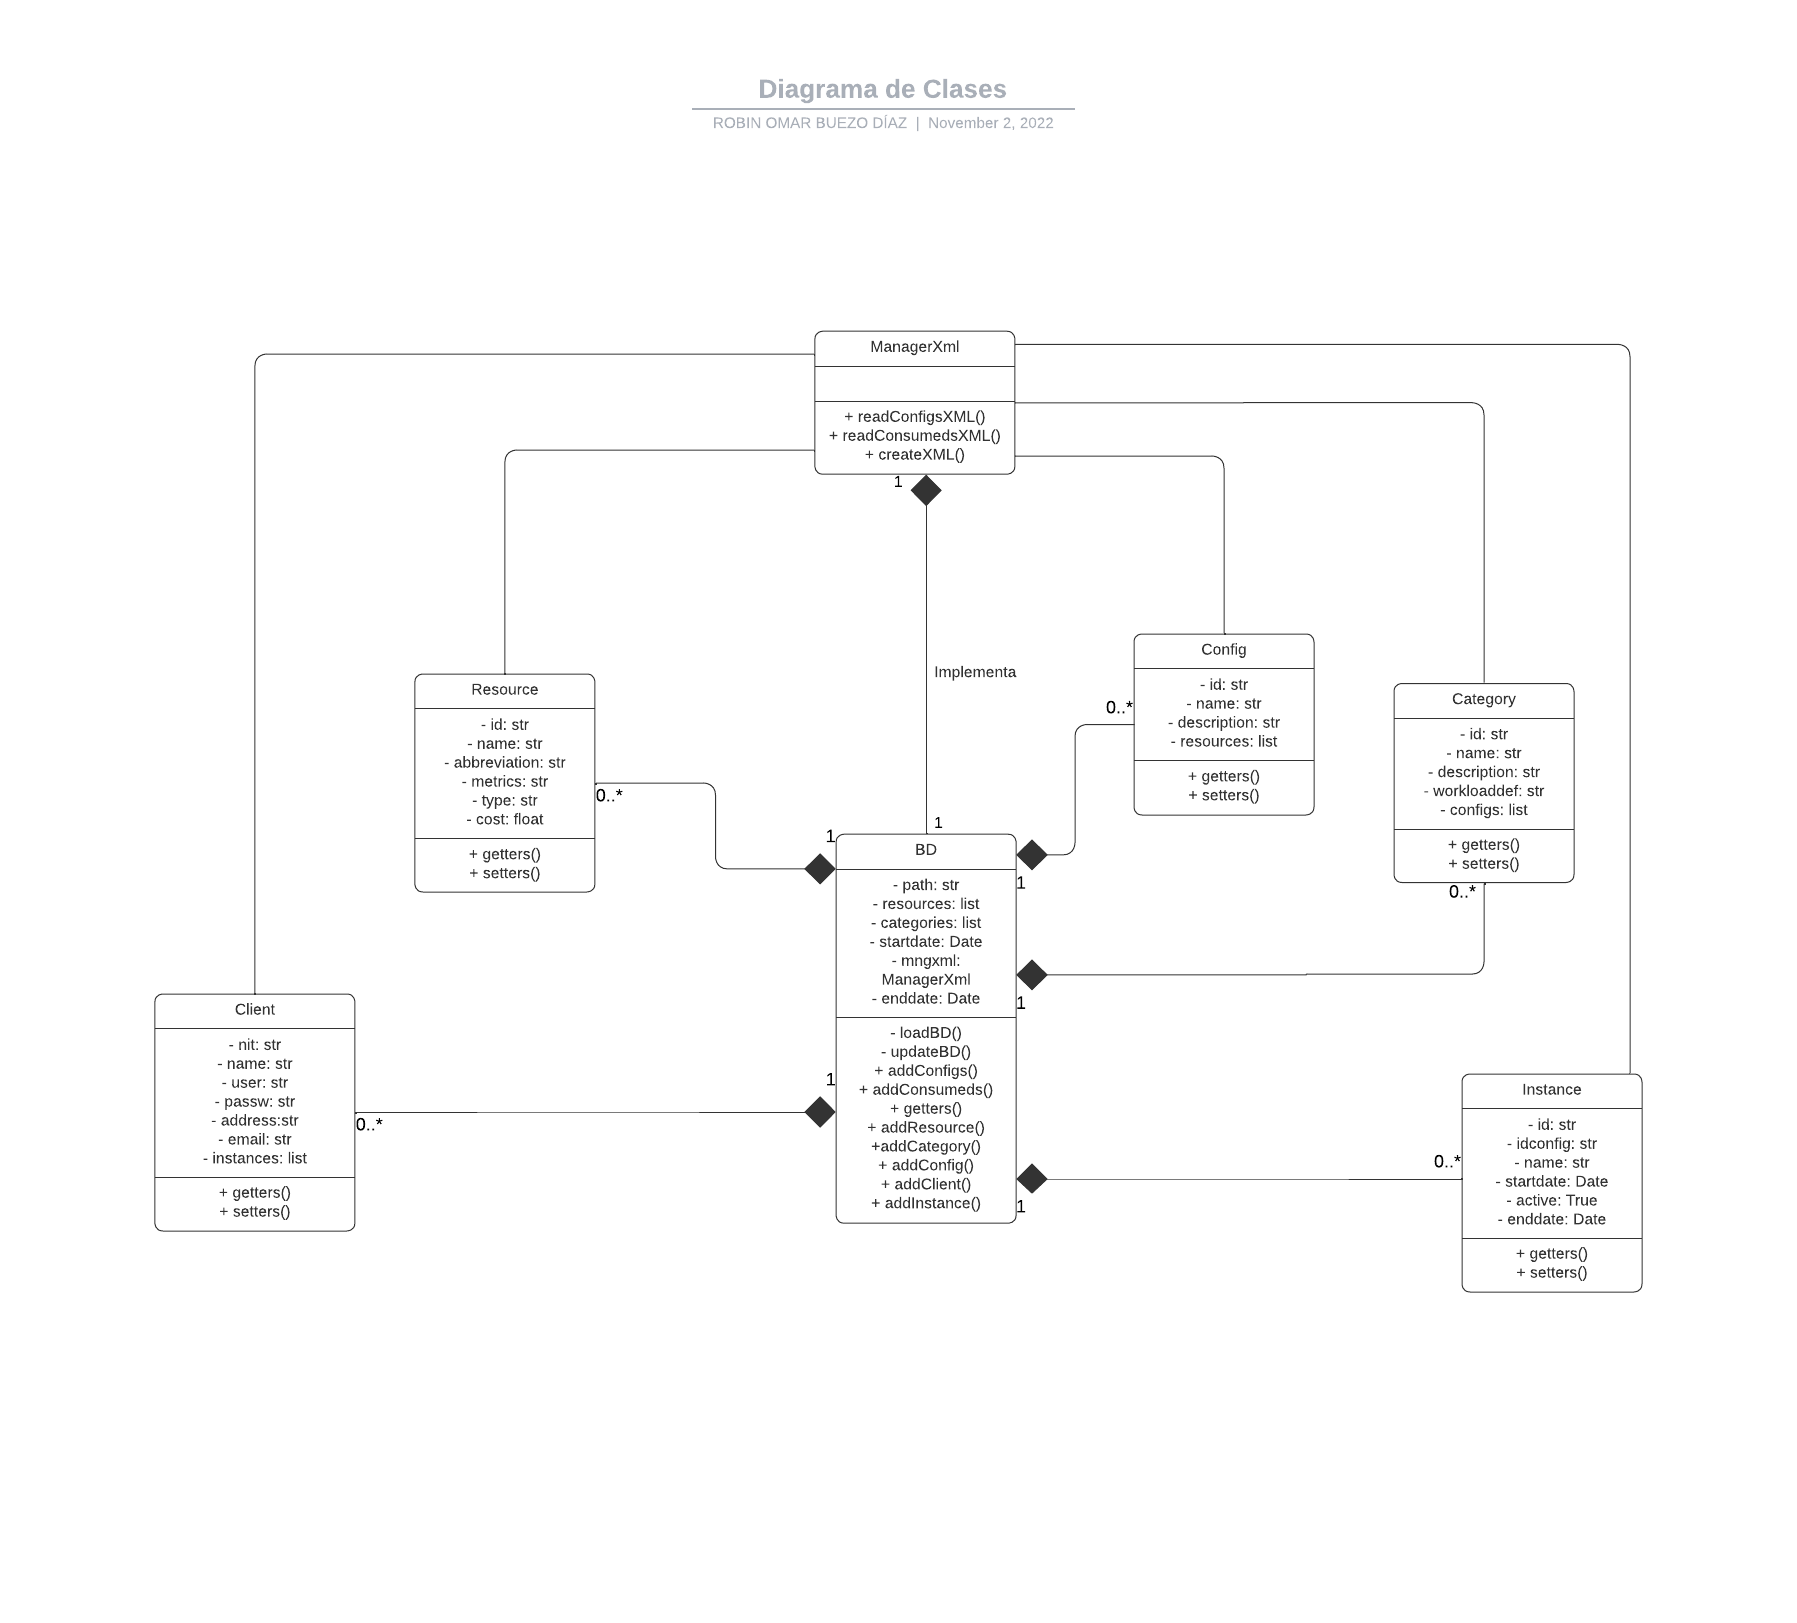 Diagrama de Clases
ROBIN OMAR BUEZO DÍAZ | November 2, 2022
ManagerXml
+ readConfigsXML()
+ readConsumedsXML()
+ createXML()
1
Implementa
1
Resource
- id: str
- name: str
- abbreviation: str
- metrics: str
- type: str
- cost: float
+ getters()
+ setters()
0..*
1
Config
- id: str
- name: str
- description: str
- resources: list
+ getters()
+ setters()
0..*
1
Category
- id: str
- name: str
- description: str
- workloaddef: str
- configs: list
+ getters()
+ setters()
0..*
1
BD
- path: str
- resources: list
- categories: list
- startdate: Date
- mngxml:
ManagerXml
- enddate: Date
- loadBD()
- updateBD()
+ addConfigs()
+ addConsumeds()
+ getters()
+ addResource()
+addCategory()
+ addConfig()
+ addClient()
+ addInstance()
Client
- nit: str
- name: str
- user: str
- passw: str
- address:str
- email: str
- instances: list
+ getters()
+ setters()
0..*
1
Instance
- id: str
- idconfig: str
- name: str
- startdate: Date
- active: True
- enddate: Date
+ getters()
+ setters()
0..*
1